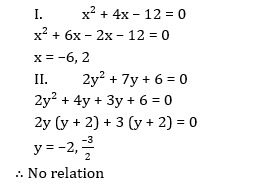 I. x² + 4x − 12 = 0
x² + 6x − 2x − 12 = 0
x = −6, 2
II. 2y² + 7y + 6 = 0
2y² + 4y + 3y + 6 = 0
2y (y + 2) + 3 (y + 2) = 0
y = −2, −3/2
∴ No relation